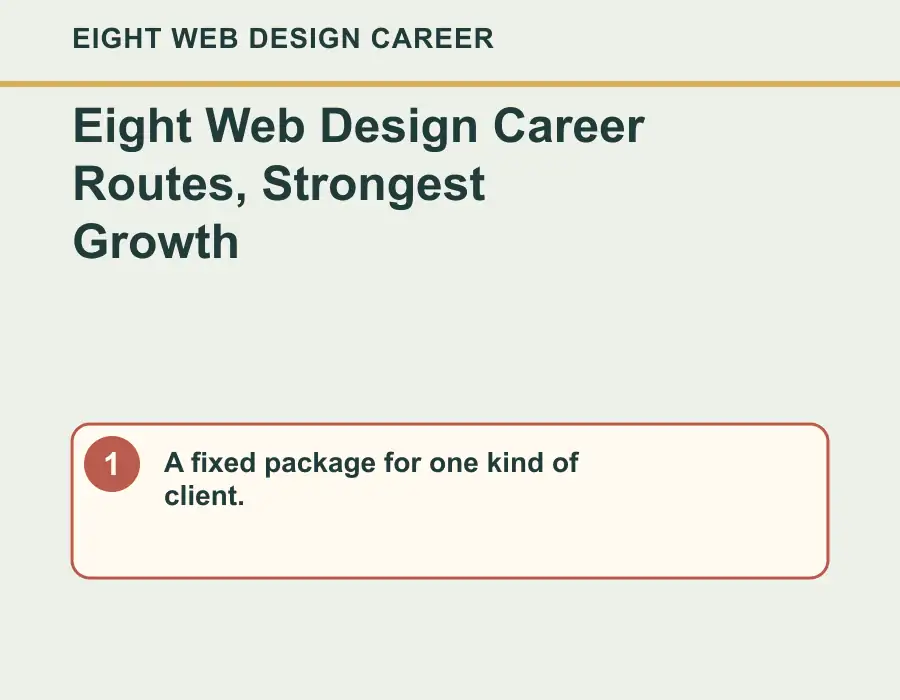 EIGHT WEB DESIGN CAREER
Eight Web Design Career
Routes, Strongest
Growth
1
A fixed package for one kind of
client.